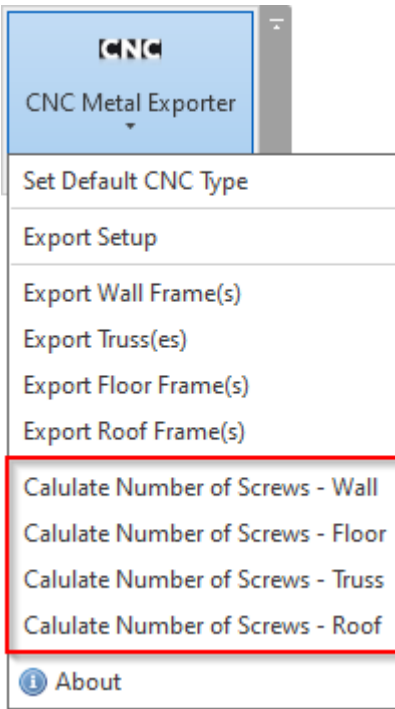 CNC
CNC Metal Exporter
Set Default CNC Type
Export Setup
Export Wall Frame(s)
Export Truss(es)
Export Floor Frame(s)
Export Roof Frame(s)
Calulate Number of Screws - Wall
Calulate Number of Screws - Floor
Calulate Number of Screws - Truss
Calulate Number of Screws - Roof
About